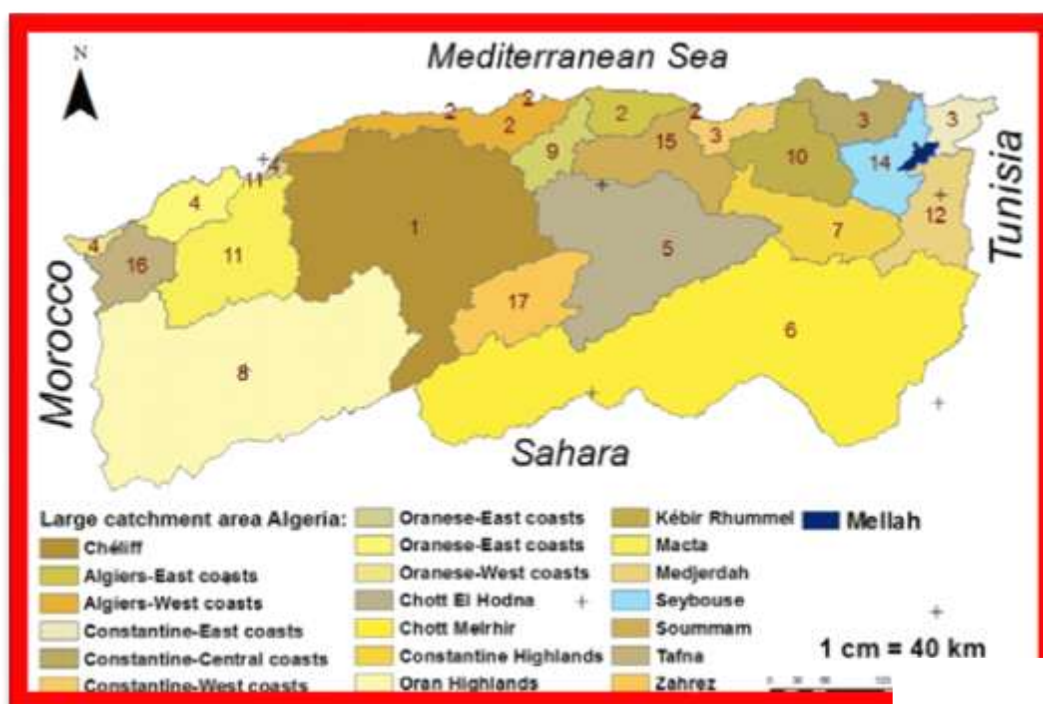 Mediterranean Sea
N
2
2
2
2
2
3
3
3
15
9
10
14
4
11
4
4
1
12
16
11
5
7
17
6
8
Morocco
Tunisia
Sahara
Large catchment area Algeria:
Chéliff
Algiers-East coasts
Algiers-West coasts
Constantine-East coasts
Constantine-Central coasts
Constantine-West coasts
Oranese-East coasts
Oranese-East coasts
Oranese-West coasts
Chott El Hodna
Chott Melrhir
Constantine Highlands
Oran Highlands
Kébir Rhummel
Macta
Medjerdah
Seybouse
Soummam
Tafna
Zahrez
Mellah
1 cm = 40 km